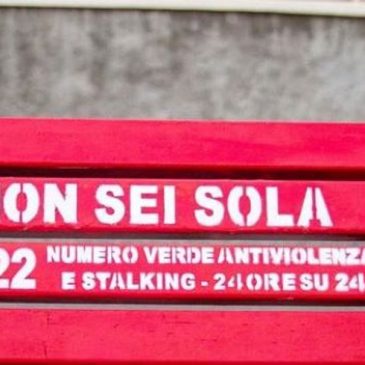 ON SEI SOLA
22 NUMERO VERDE ANTIVIOLENZA
E STALKING - 24 ORE SU 24